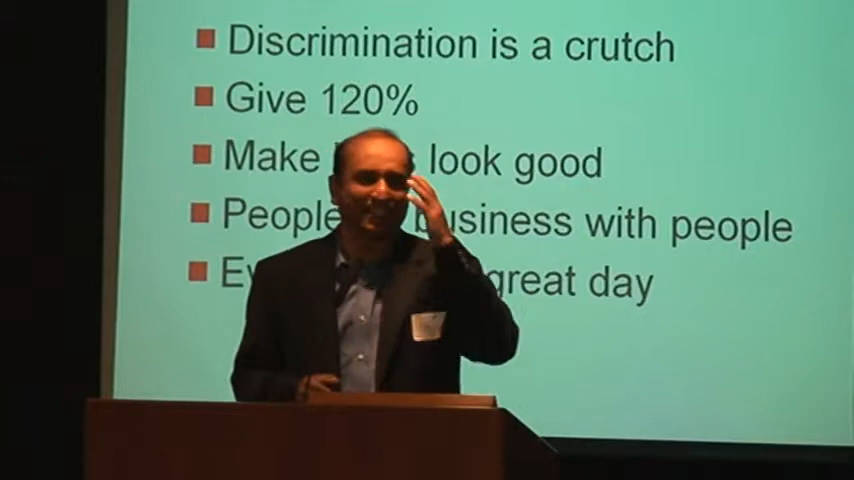 Discrimination is a crutch
Give 120%
Make look good
People business with people
great day